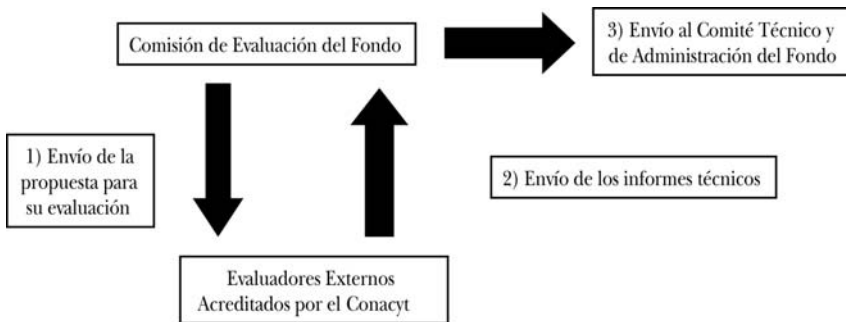 Comisión de Evaluación del Fondo
3) Envío al Comité Técnico y
de Administración del Fondo
1) Envío de la
propuesta para
su evaluación
2) Envío de los informes técnicos
Evaluadores Externos
Acreditados por el Conacyt